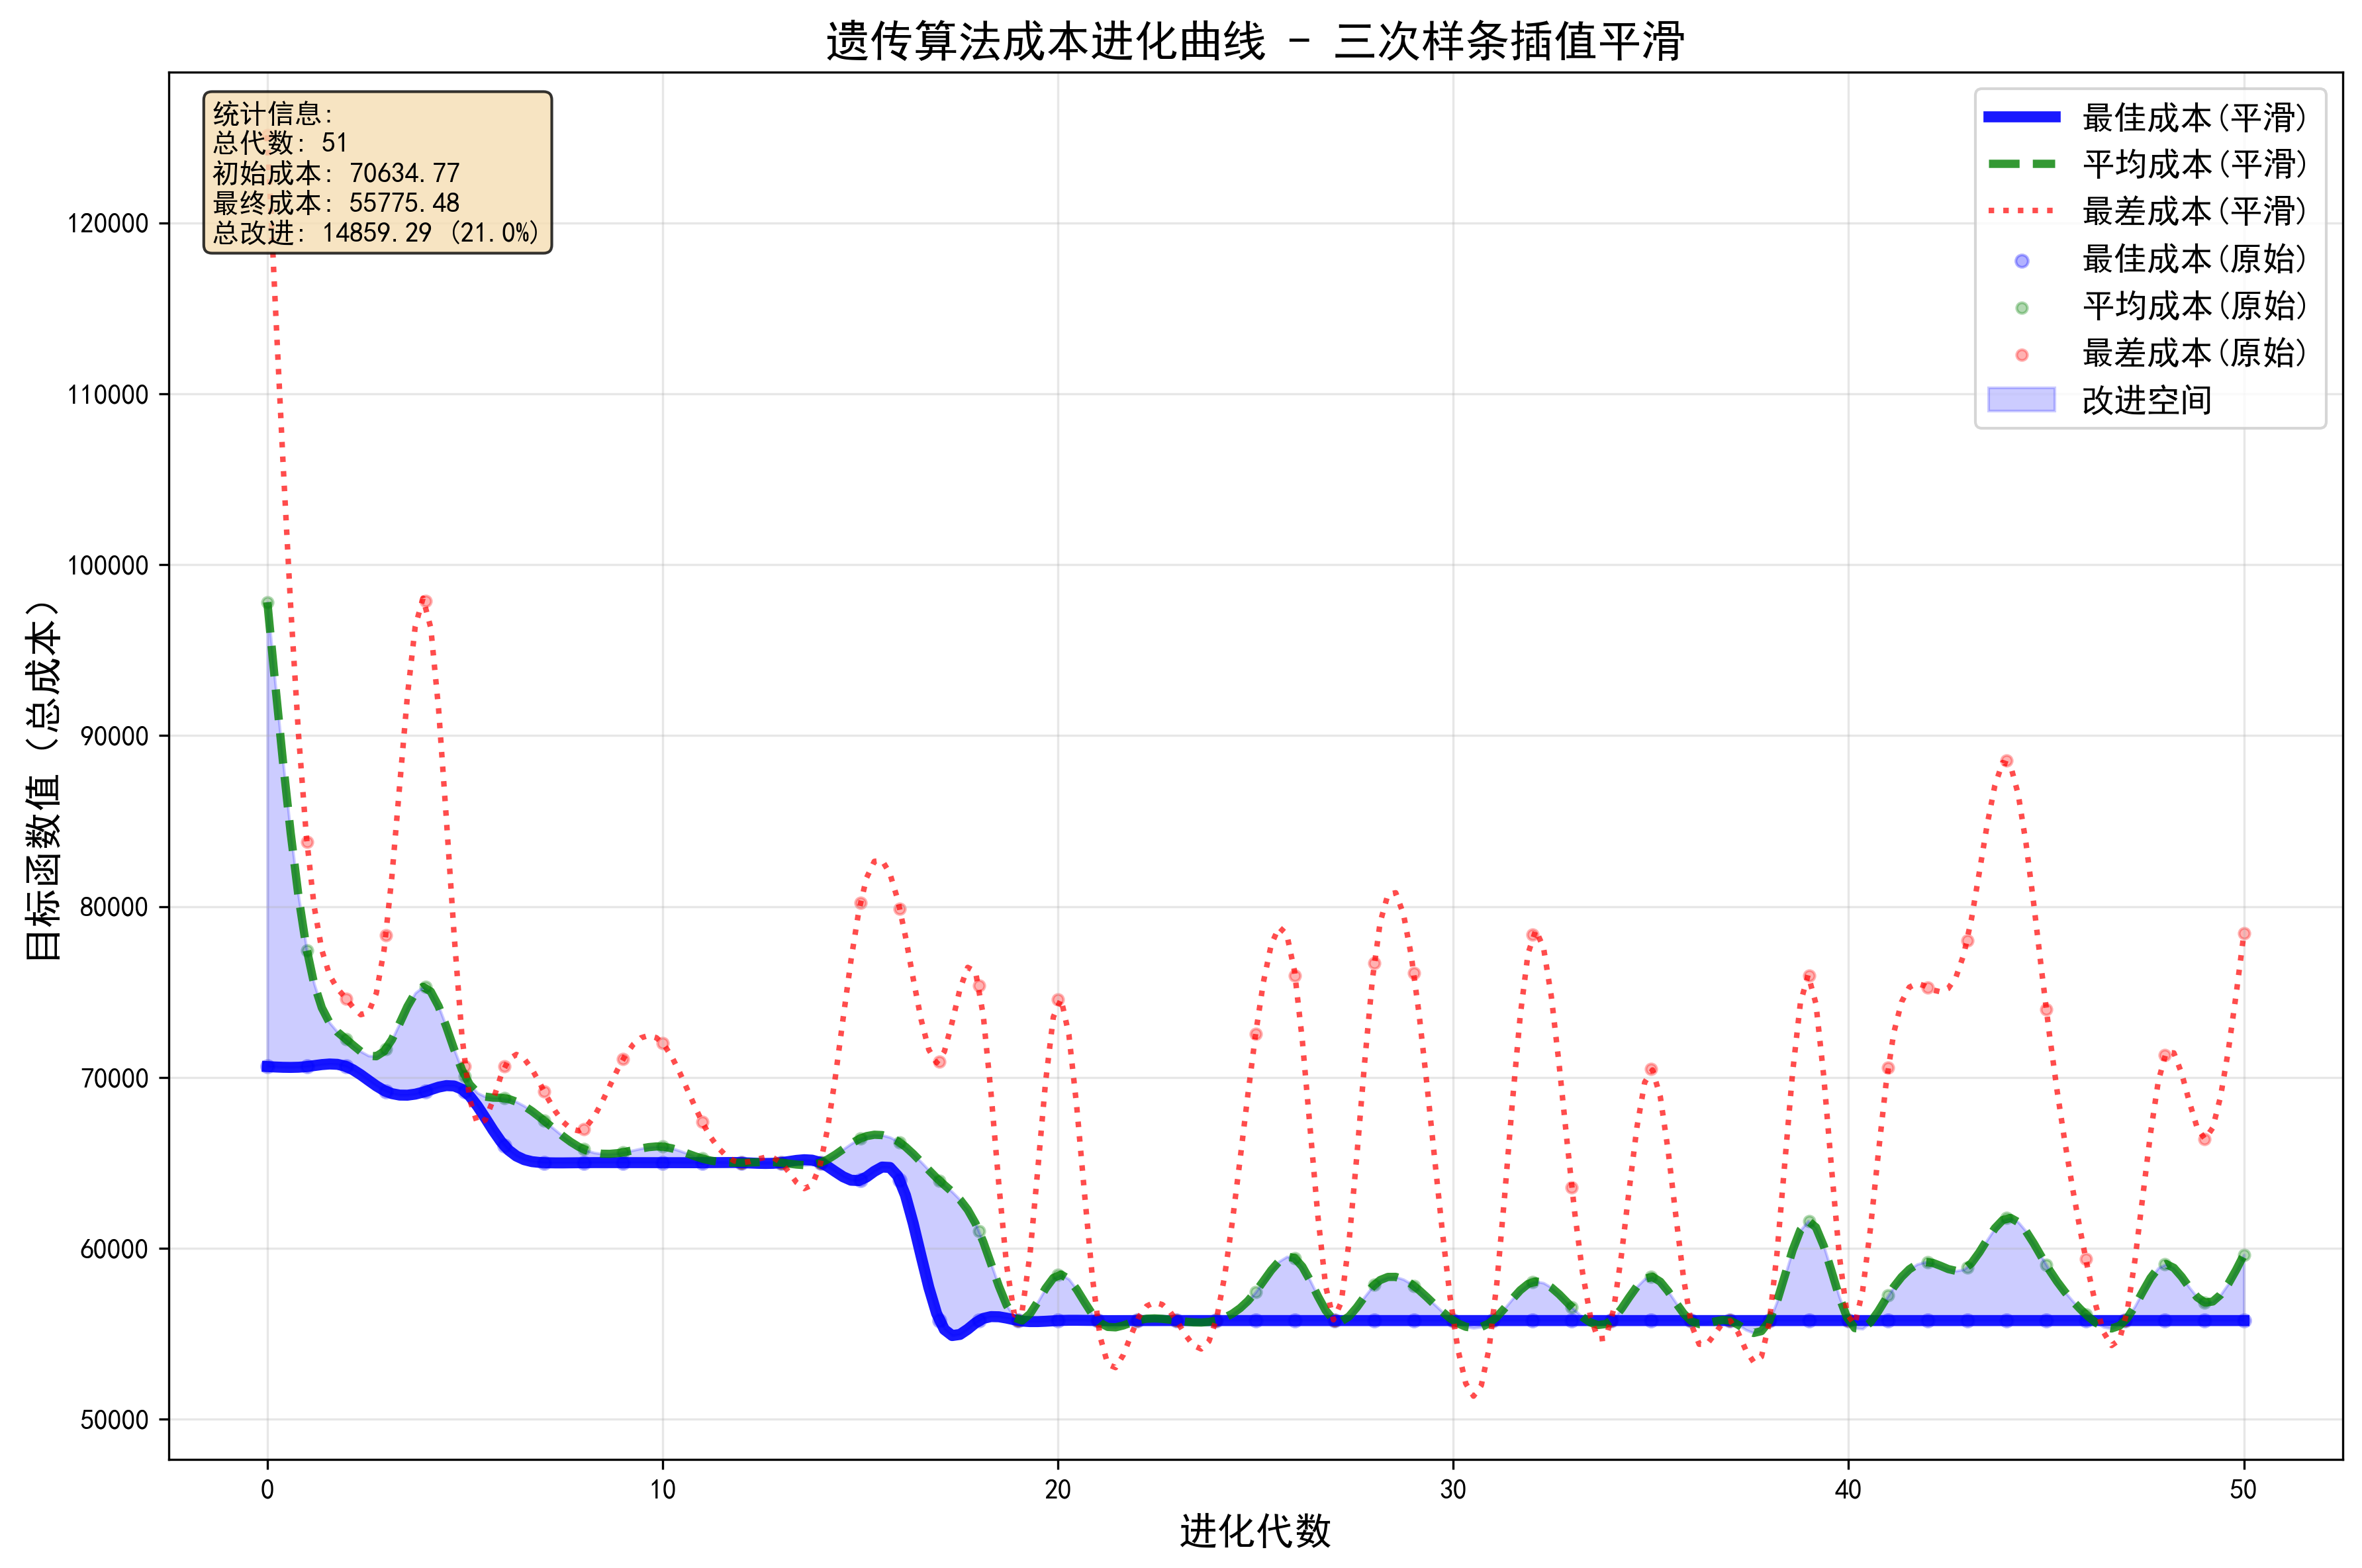 遗传算法成本进化曲线 - 三次样条插值平滑
统计信息:
总代数: 51
初始成本: 70634.77
最终成本: 55775.48
总改进: 14859.29 (21.0%)
最佳成本(平滑)
平均成本(平滑)
最差成本(平滑)
最佳成本(原始)
平均成本(原始)
最差成本(原始)
改进空间
目标函数值（总成本）
120000
110000
100000
90000
80000
70000
60000
50000
0 10 20 30 40 50
进化代数